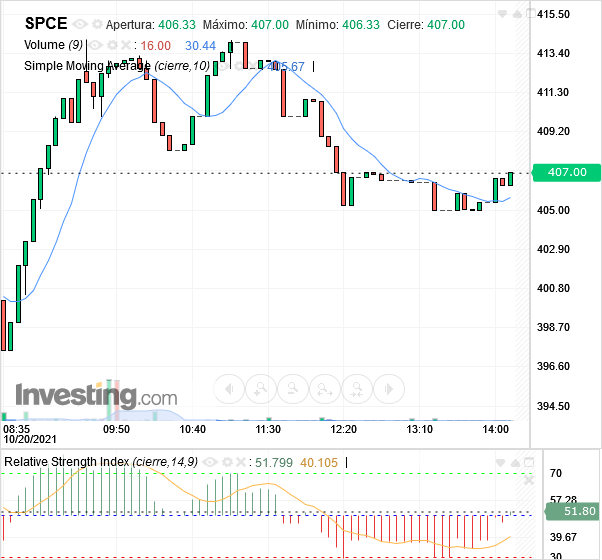 SPCE Apertura: 406.33 Máximo: 407.00 Mínimo: 406.33 Cierre: 407.00
Volume (9) : 16.00 30.44
Simple Moving Average (cierre,10) 405.67
415.50
413.40
411.30
409.20
407.00
405.00
402.90
400.80
398.70
396.60
394.50
Investing.com
08:35 09:50 10:40 11:30 12:20 13:10 14:00
10/20/2021
Relative Strength Index (cierre,14,9) : 51.799 40.105
70
57.28
51.80
39.67
30